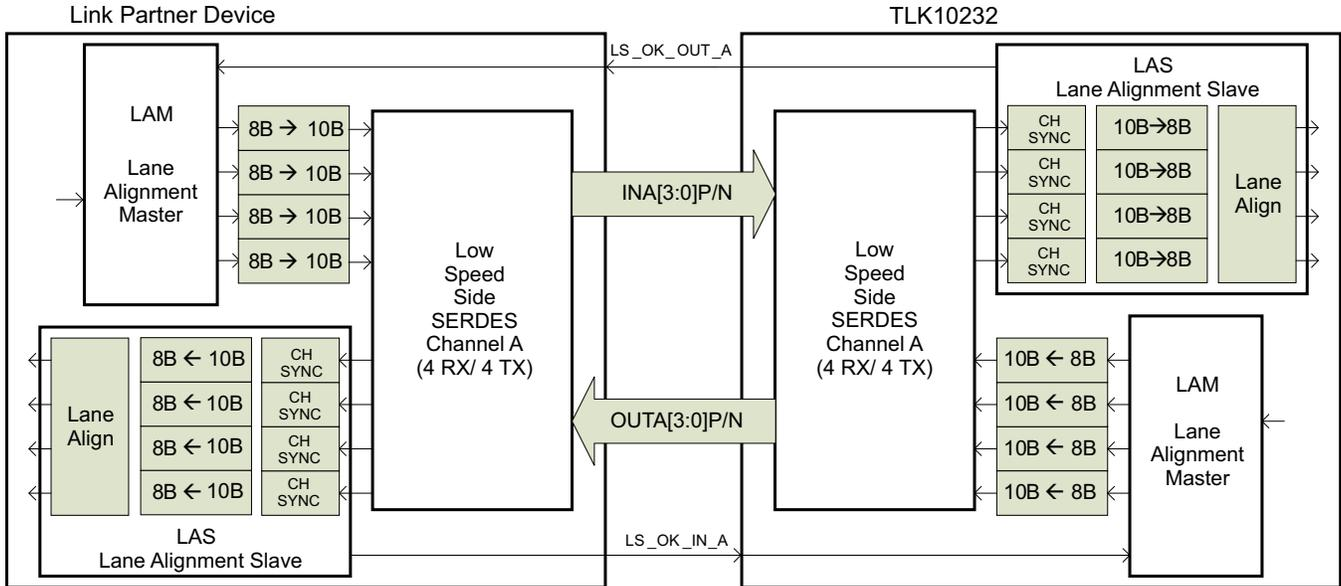 Link Partner Device
TLK10232
LS_OK_OUT_A
LAM
Lane
Alignment
Master
8B → 10B
8B → 10B
8B → 10B
8B → 10B
Low
Speed
Side
SERDES
Channel A
(4 RX/ 4 TX)
INA[3:0]P/N
Low
Speed
Side
SERDES
Channel A
(4 RX/ 4 TX)
LAS
Lane Alignment Slave
CH
SYNC
CH
SYNC
CH
SYNC
CH
SYNC
10B→8B
10B→8B
10B→8B
10B→8B
Lane
Align
Lane
Align
8B ← 10B
8B ← 10B
8B ← 10B
8B ← 10B
CH
SYNC
CH
SYNC
CH
SYNC
CH
SYNC
LAS
Lane Alignment Slave
OUTA[3:0]P/N
10B ← 8B
10B ← 8B
10B ← 8B
10B ← 8B
LAM
Lane
Alignment
Master
LS_OK_IN_A